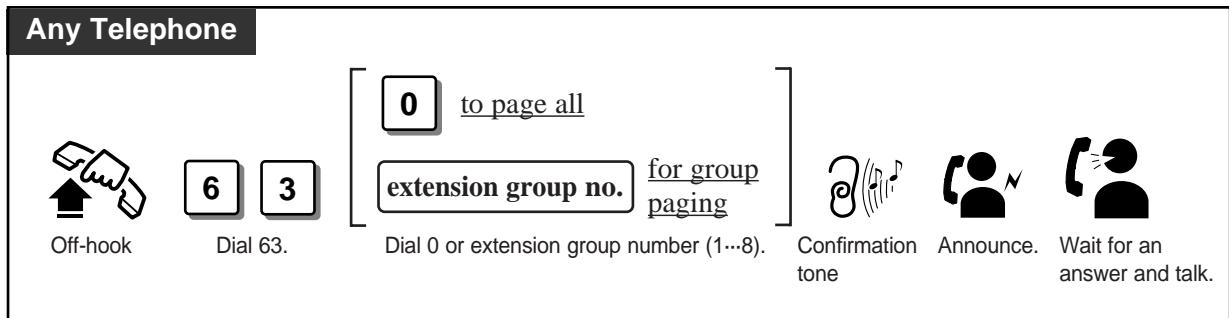 Any Telephone
0 to page all
6 3 extension group no. for group
paging
Off-hook Dial 63. Dial 0 or extension group number (1···8). Confirmation Announce. Wait for an
tone answer and talk.